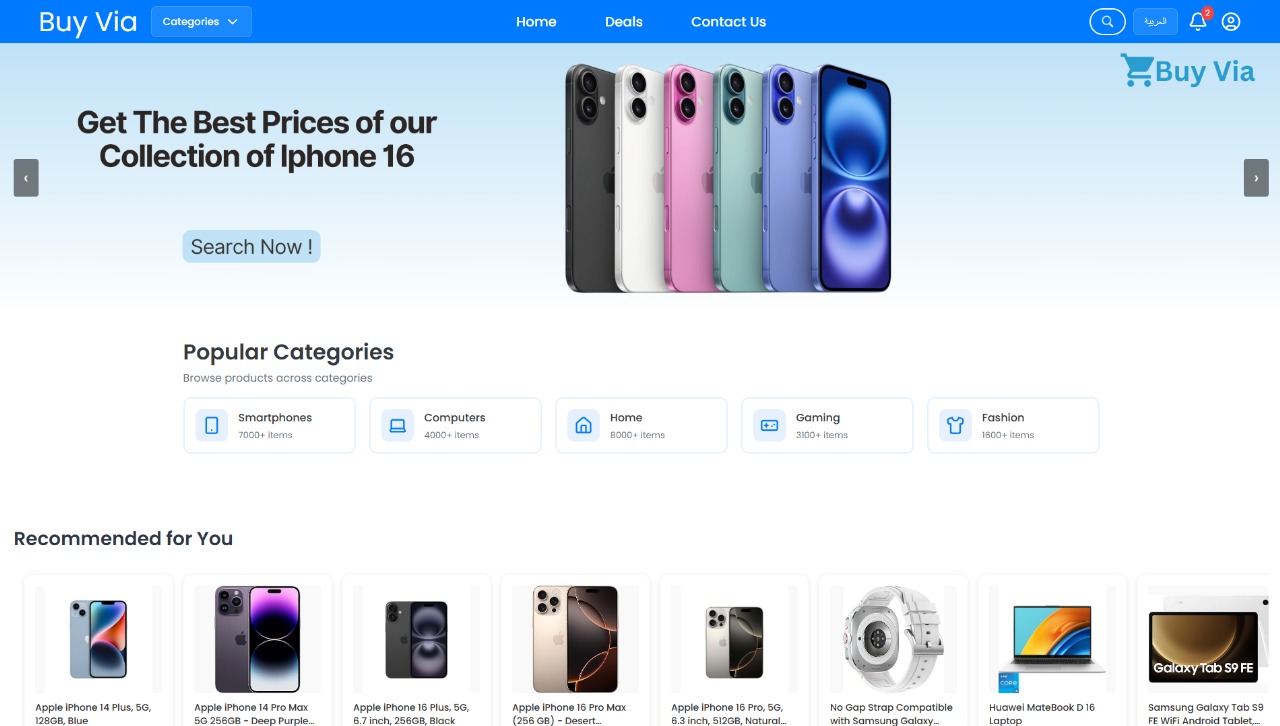 Buy Via
Categories
Home
Deals
Contact Us
العربية
2
Buy Via
Get The Best Prices of our
Collection of Iphone 16
‹
›
Search Now !
Popular Categories
Browse products across categories
Smartphones
7000+ items
Computers
4000+ items
Home
8000+ items
Gaming
3100+ items
Fashion
1600+ items
Recommended for You
Galaxy Tab S9 FE
CORE
Apple iPhone 14 Plus, 5G,
128GB, Blue
Apple iPhone 14 Pro Max
5G 256GB - Deep Purple...
Apple iPhone 16 Plus, 5G,
6.7 inch, 256GB, Black
Apple iPhone 16 Pro Max
(256 GB) - Desert...
Apple iPhone 16 Pro, 5G,
6.3 inch, 512GB, Natural...
No Gap Strap Compatible
with Samsung Galaxy...
Huawei MateBook D 16
Laptop
Samsung Galaxy Tab S9
FE WiFi Android Tablet,...